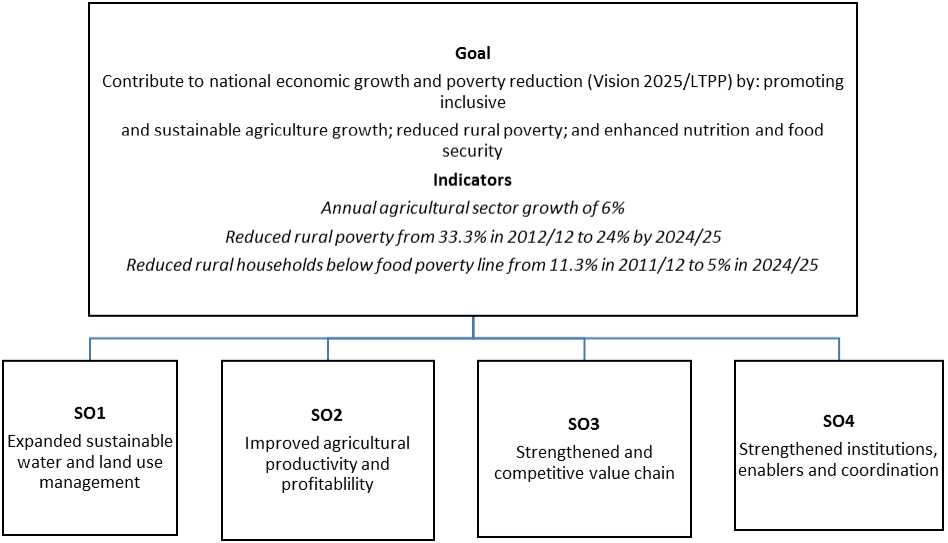 Goal
Contribute to national economic growth and poverty reduction (Vision 2025/LTPP) by: promoting
inclusive
and sustainable agriculture growth; reduced rural poverty; and enhanced nutrition and food
security
Indicators
Annual agricultural sector growth of 6%
Reduced rural poverty from 33.3% in 2012/12 to 24% by 2024/25
Reduced rural households below food poverty line from 11.3% in 2011/12 to 5% in 2024/25
SO1
Expanded sustainable
water and land use
management
SO2
Improved agricultural
productivity and
profitablility
SO3
Strengthened and
competitive value chain
SO4
Strengthened institutions,
enablers and coordination